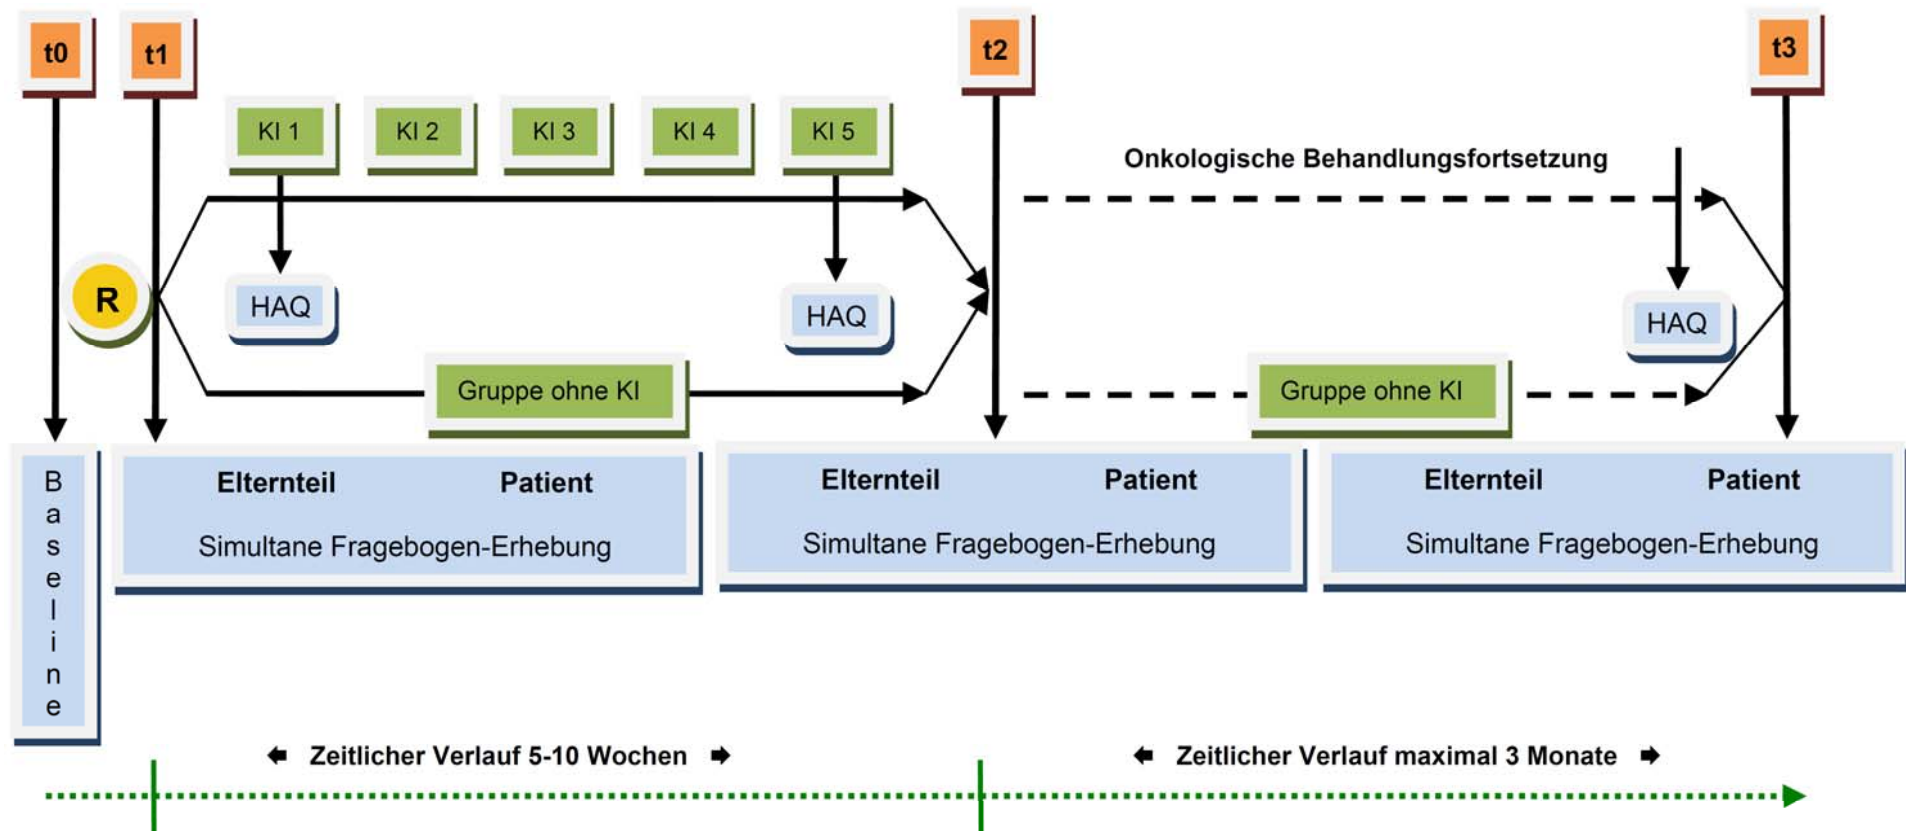 t0
t1
t2
t3
KI 1
KI 2
KI 3
KI 4
KI 5
Onkologische Behandlungsfortsetzung
R
HAQ
HAQ
HAQ
Gruppe ohne KI
Gruppe ohne KI
Baseline
Elternteil Patient
Simultane Fragebogen-Erhebung
Elternteil Patient
Simultane Fragebogen-Erhebung
Elternteil Patient
Simultane Fragebogen-Erhebung
Zeitlicher Verlauf 5-10 Wochen
Zeitlicher Verlauf maximal 3 Monate